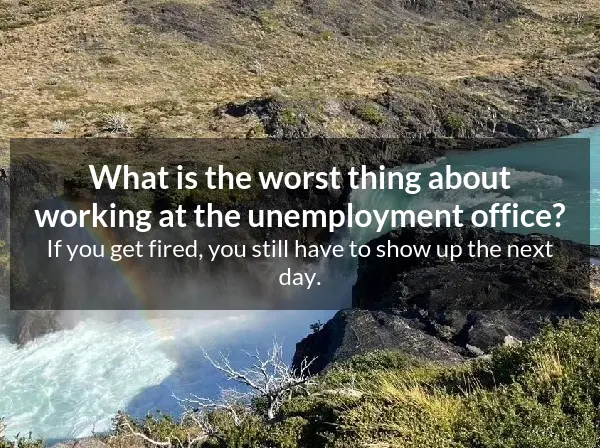 What is the worst thing about
working at the unemployment office?
If you get fired, you still have to show up the next
day.